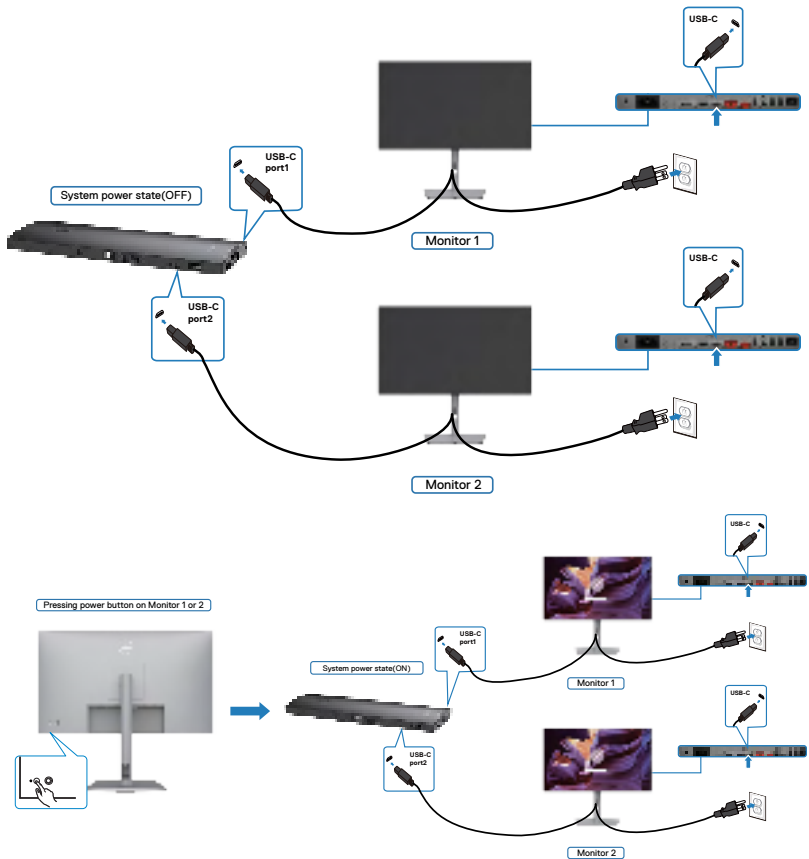 USB-C
USB-C
port1
System power state(OFF)
Monitor 1
USB-C
USB-C
port2
Monitor 2
USB-C
Pressing power button on Monitor 1 or 2
USB-C
port1
System power state(ON)
Monitor 1
USB-C
USB-C
port2
Monitor 2